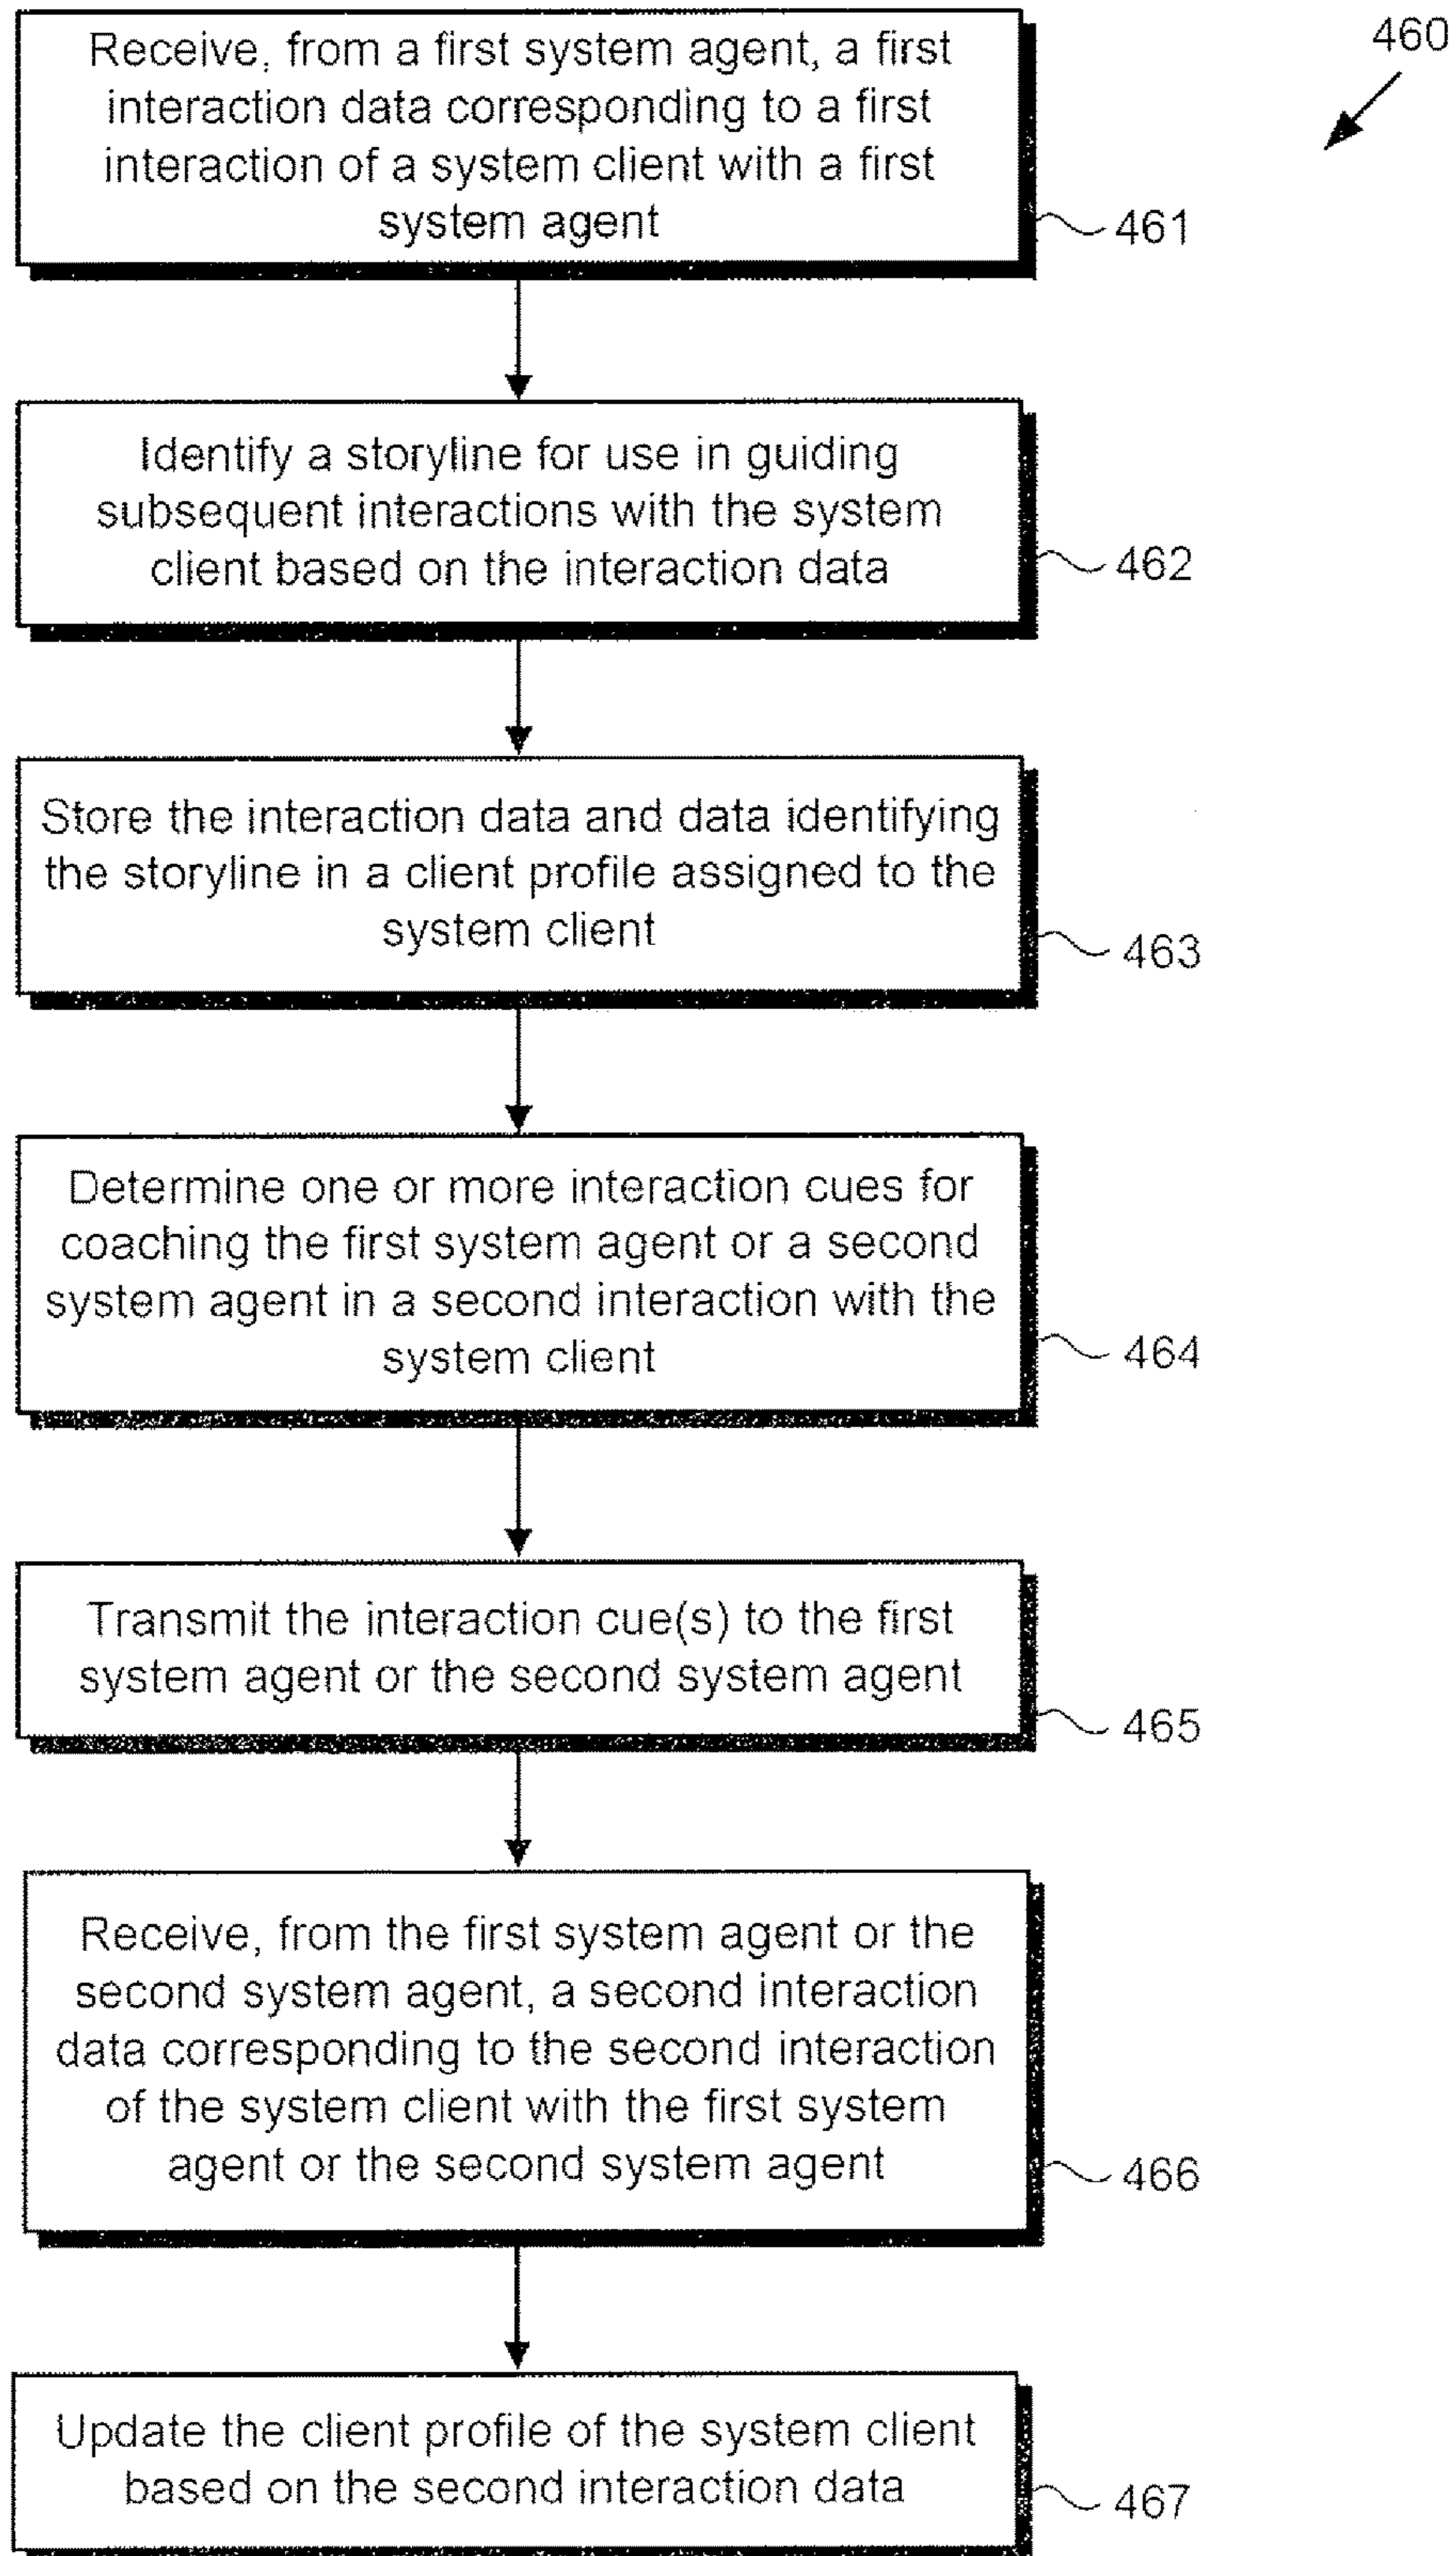 460
Receive, from a first system agent, a first
interaction data corresponding to a first
interaction of a system client with a first
system agent
461
Identify a storyline for use in guiding
subsequent interactions with the system
client based on the interaction data
462
Store the interaction data and data identifying
the storyline in a client profile assigned to the
system client
463
Determine one or more interaction cues for
coaching the first system agent or a second
system agent in a second interaction with the
system client
464
Transmit the interaction cue(s) to the first
system agent or the second system agent
465
Receive, from the first system agent or the
second system agent, a second interaction
data corresponding to the second interaction
of the system client with the first system
agent or the second system agent
466
Update the client profile of the system client
based on the second interaction data
467